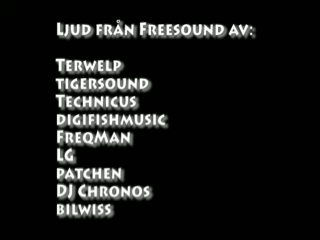 Ljud från Freesound av:
Terwelp
tigersound
Technicus
digifishmusic
FreqMan
LG
patchen
DJ Chronos
bilwiss